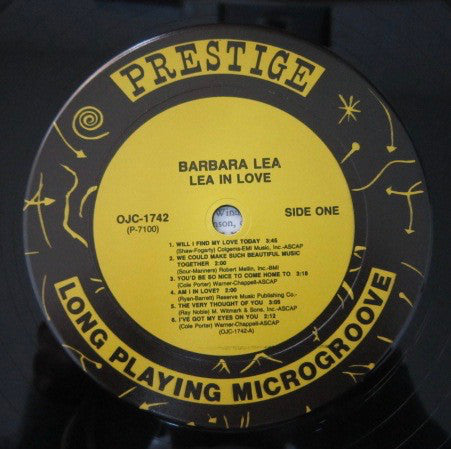 PRESTIGE
BARBARA LEA
LEA IN LOVE
OJC-1742
(P-7100)
SIDE ONE
1. WILL I FIND MY LOVE TODAY 3:45
(Shaw-Fogarty) Colgems-EMI Music, Inc.-ASCAP
2. WE COULD MAKE SUCH BEAUTIFUL MUSIC
TOGETHER 2:00
(Sour-Manners) Robert Mellin, Inc.-BMI
3. YOU'D BE SO NICE TO COME HOME TO 3:18
(Cole Porter) Warner-Chappell-ASCAP
4. AM I IN LOVE? 2:00
(Ryan-Barrett) Reserve Music Publishing Co.-
5. THE VERY THOUGHT OF YOU 3:05
(Ray Noble) M. Witmark & Sons, Inc.-ASCAP
6. I'VE GOT MY EYES ON YOU 2:12
(Cole Porter) Warner-Chappell-ASCAP
(OJC-1742-A)
LONG PLAYING MICROGROOVE